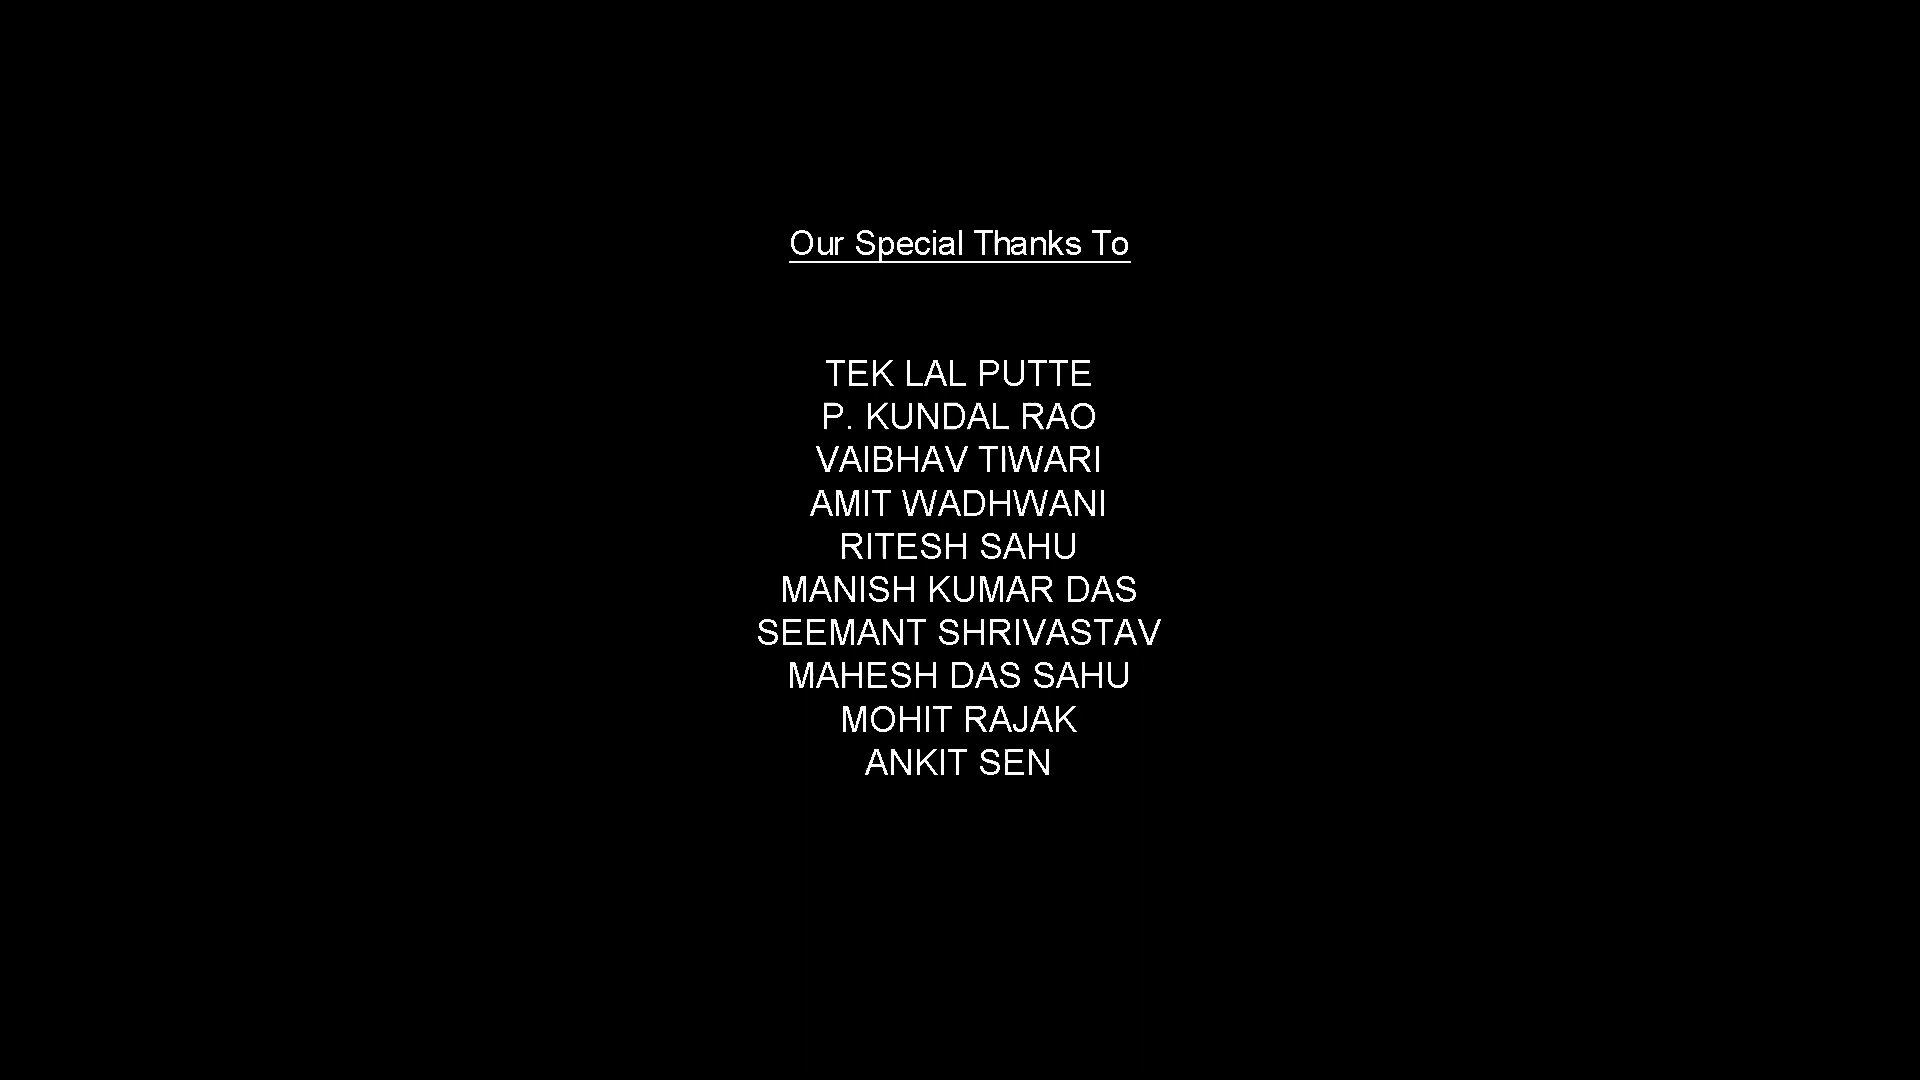 Our Special Thanks To
TEK LAL PUTTE
P. KUNDAL RAO
VAIBHAV TIWARI
AMIT WADHWANI
RITESH SAHU
MANISH KUMAR DAS
SEEMANT SHRIVASTAV
MAHESH DAS SAHU
MOHIT RAJAK
ANKIT SEN